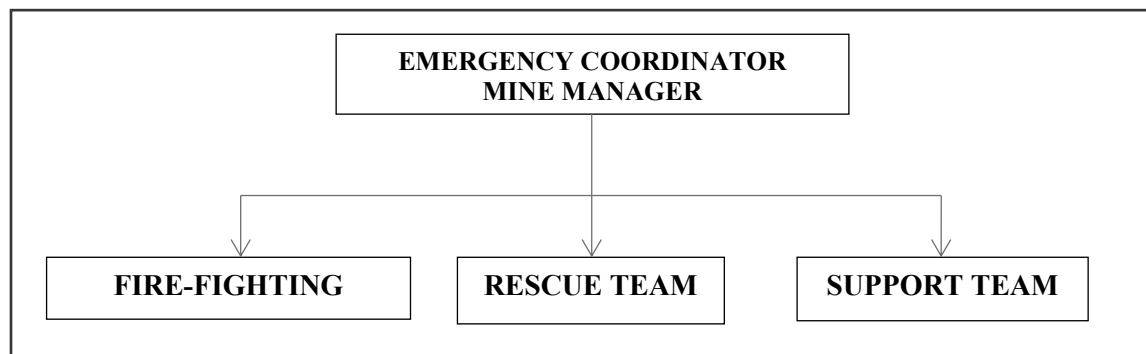 EMERGENCY COORDINATOR
MINE MANAGER
FIRE-FIGHTING
RESCUE TEAM
SUPPORT TEAM